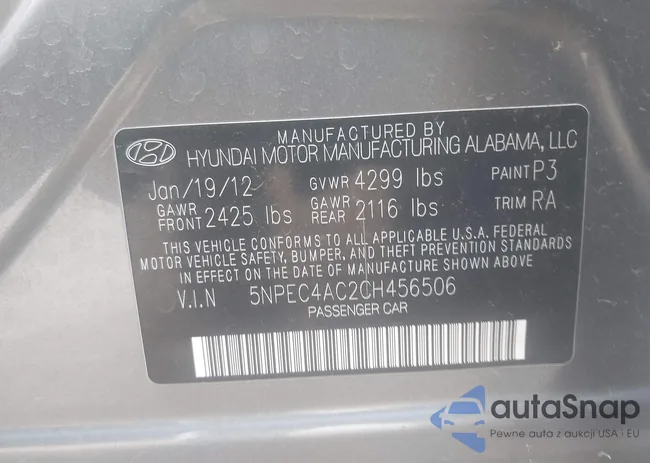 MANUFACTURED BY
HYUNDAI MOTOR MANUFACTURING ALABAMA, LLC
Jan/19/12 GVWR 4299 lbs PAINT P3
GAWR FRONT 2425 lbs GAWR REAR 2116 lbs TRIM RA
THIS VEHICLE CONFORMS TO ALL APPLICABLE U.S.A. FEDERAL
MOTOR VEHICLE SAFETY, BUMPER, AND THEFT PREVENTION STANDARDS
IN EFFECT ON THE DATE OF MANUFACTURE SHOWN ABOVE
V.I.N 5NPEC4AC2CH456506
PASSENGER CAR
autoSnap
Pewne auta z aukcji USA i EU